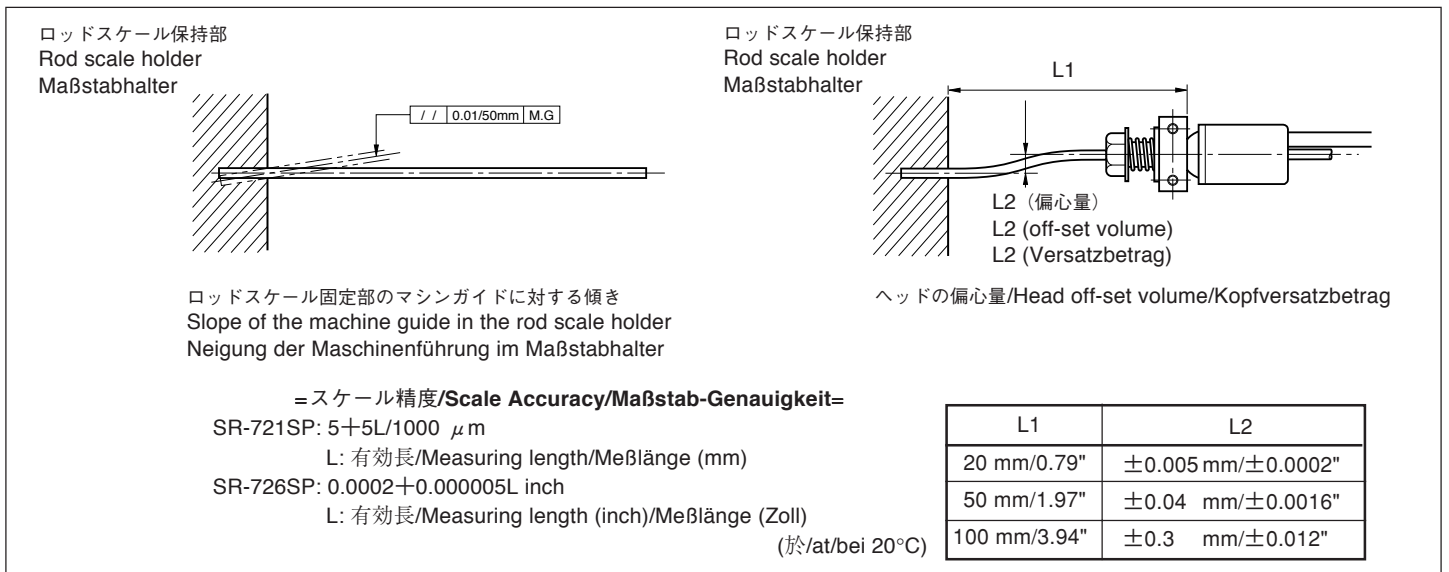 ロッドスケール保持部
Rod scale holder
Maßstabhalter
/ / 0.01/50mm M.G
ロッドスケール固定部のマシンガイドに対する傾き
Slope of the machine guide in the rod scale holder
Neigung der Maschinenführung im Maßstabhalter
ロッドスケール保持部
Rod scale holder
Maßstabhalter
L1
L2（偏心量）
L2 (off-set volume)
L2 (Versatzbetrag)
ヘッドの偏心量/Head off-set volume/Kopfversatzbetrag
=スケール精度/Scale Accuracy/Maßstab-Genauigkeit=
SR-721SP: 5＋5L/1000 μm
L: 有効長/Measuring length/Meßlänge (mm)
SR-726SP: 0.0002＋0.000005L inch
L: 有効長/Measuring length (inch)/Meßlänge (Zoll)
(於/at/bei 20°C)
L1 L2
20 mm/0.79" ±0.005 mm/±0.0002"
50 mm/1.97" ±0.04 mm/±0.0016"
100 mm/3.94" ±0.3 mm/±0.012"